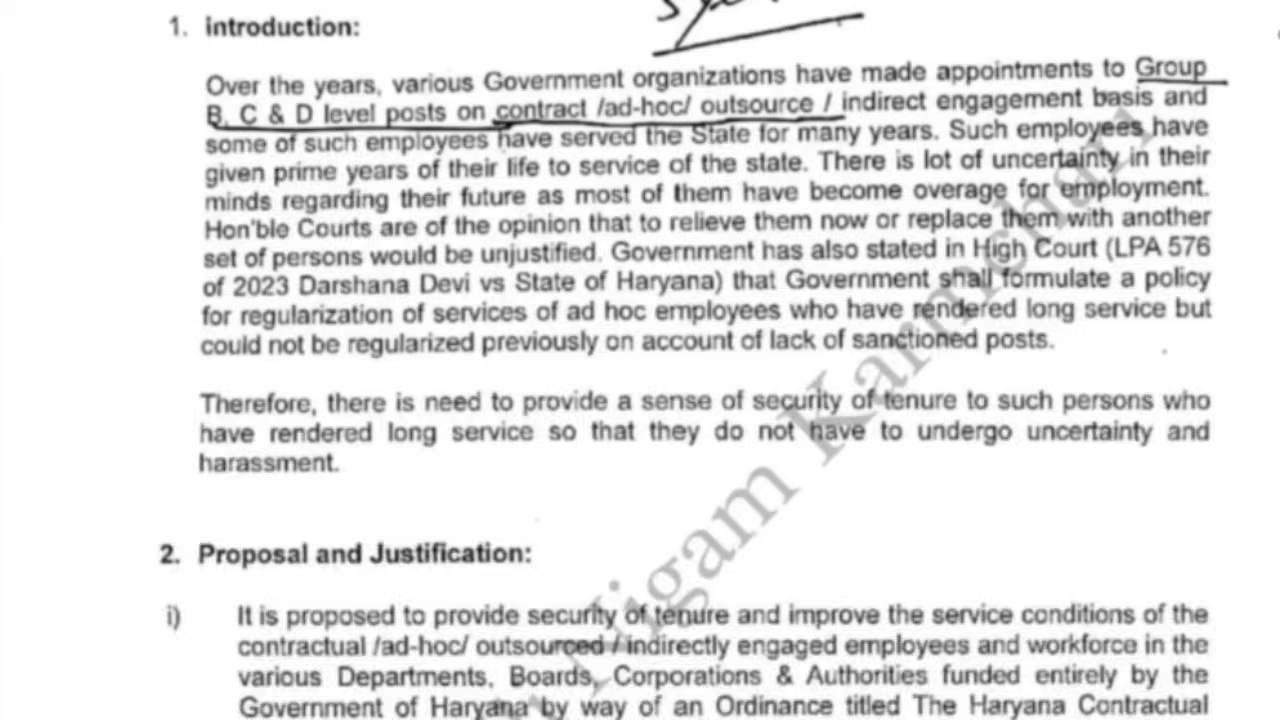 1. introduction:
Over the years, various Government organizations have made appointments to Group
B, C & D level posts on contract /ad-hoc/ outsource / indirect engagement basis and
some of such employees have served the State for many years. Such employees have
given prime years of their life to service of the state. There is lot of uncertainty in their
minds regarding their future as most of them have become overage for employment.
Hon'ble Courts are of the opinion that to relieve them now or replace them with another
set of persons would be unjustified. Government has also stated in High Court (LPA 576
of 2023 Darshana Devi vs State of Haryana) that Government shall formulate a policy
for regularization of services of ad hoc employees who have rendered long service but
could not be regularized previously on account of lack of sanctioned posts.
Therefore, there is need to provide a sense of security of tenure to such persons who
have rendered long service so that they do not have to undergo uncertainty and
harassment.
2. Proposal and Justification:
i) It is proposed to provide security of tenure and improve the service conditions of the
contractual /ad-hoc/ outsourced / indirectly engaged employees and workforce in the
various Departments, Boards, Corporations & Authorities funded entirely by the
Government of Haryana by way of an Ordinance titled The Haryana Contractual
Nigam Karamchari